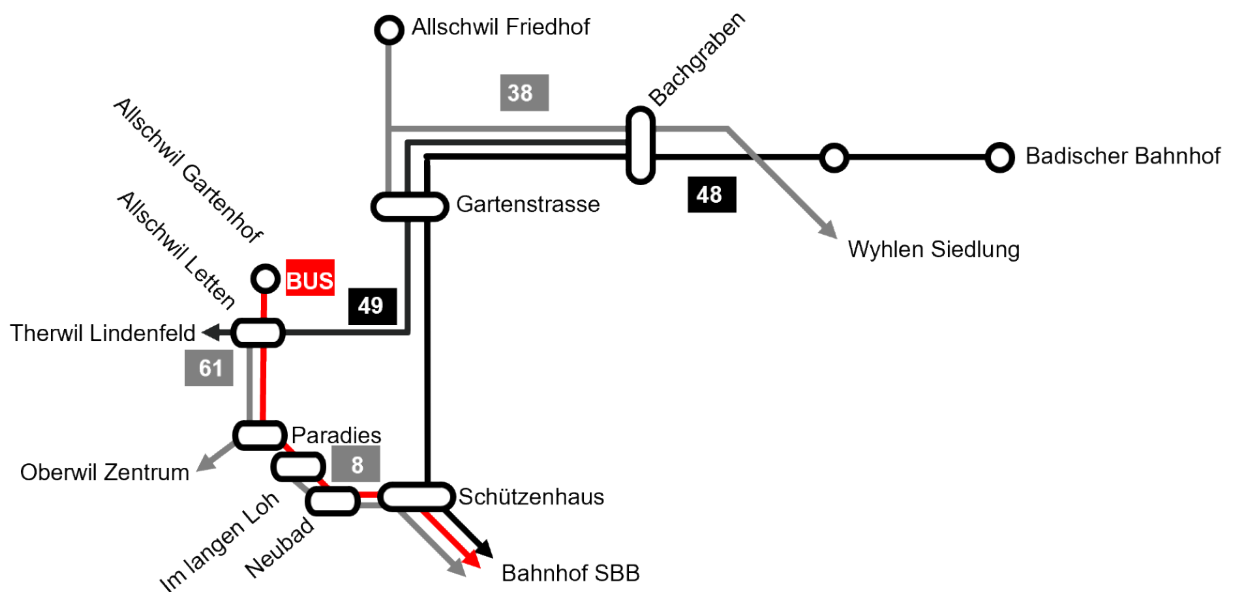 Allschwil Friedhof
Bachgraben
38
Allschwil Gartenhof
Badischer Bahnhof
48
Gartenstrasse
Allschwil Letten
Wyhlen Siedlung
BUS
49
Therwil Lindenfeld
61
Paradies
8
Oberwil Zentrum
Schützenhaus
Im langen Loh
Neubad
Bahnhof SBB